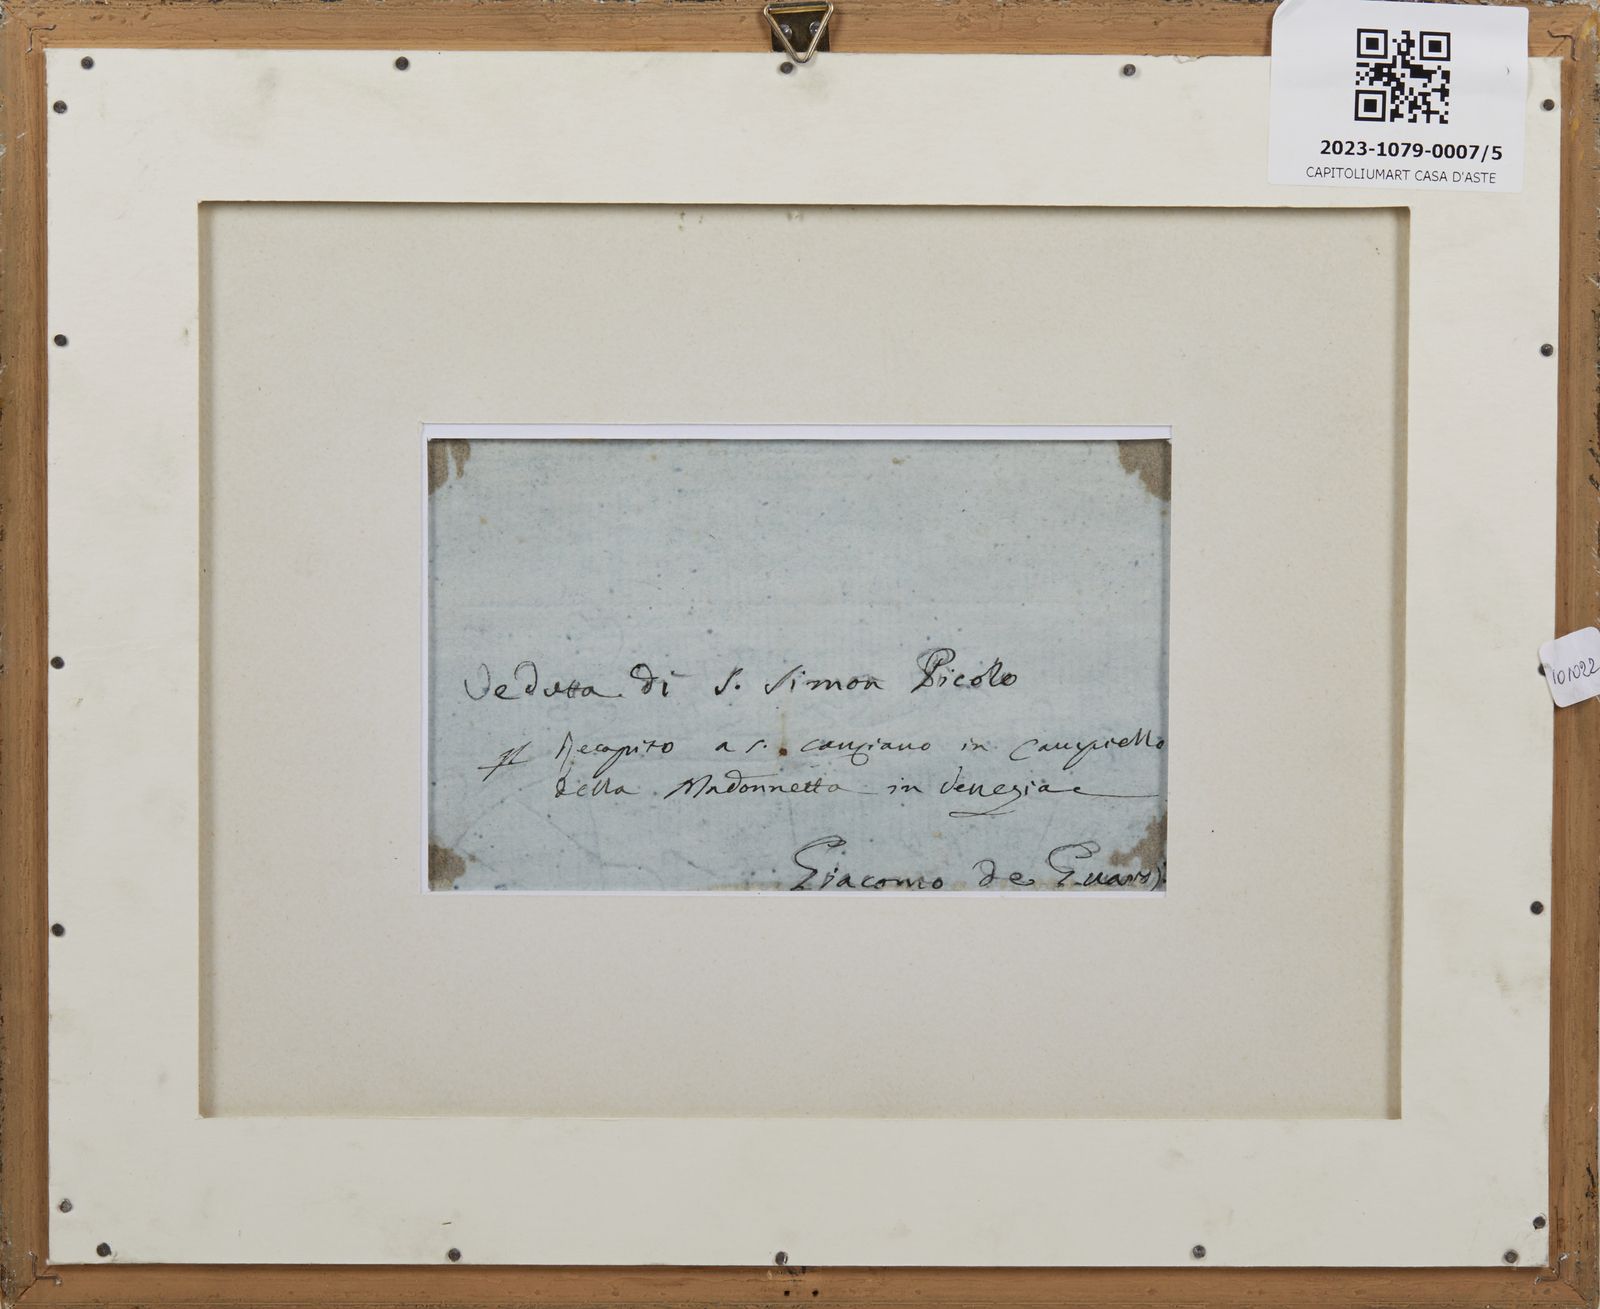 2023-1079-0007/5
CAPITOLIUMART CASA D'ASTE
Veduta di S. Simon Picolo
101022
Recapito a S. Canziano in Campiello
della Madonnetta in Venezia
Giacomo de Guardi